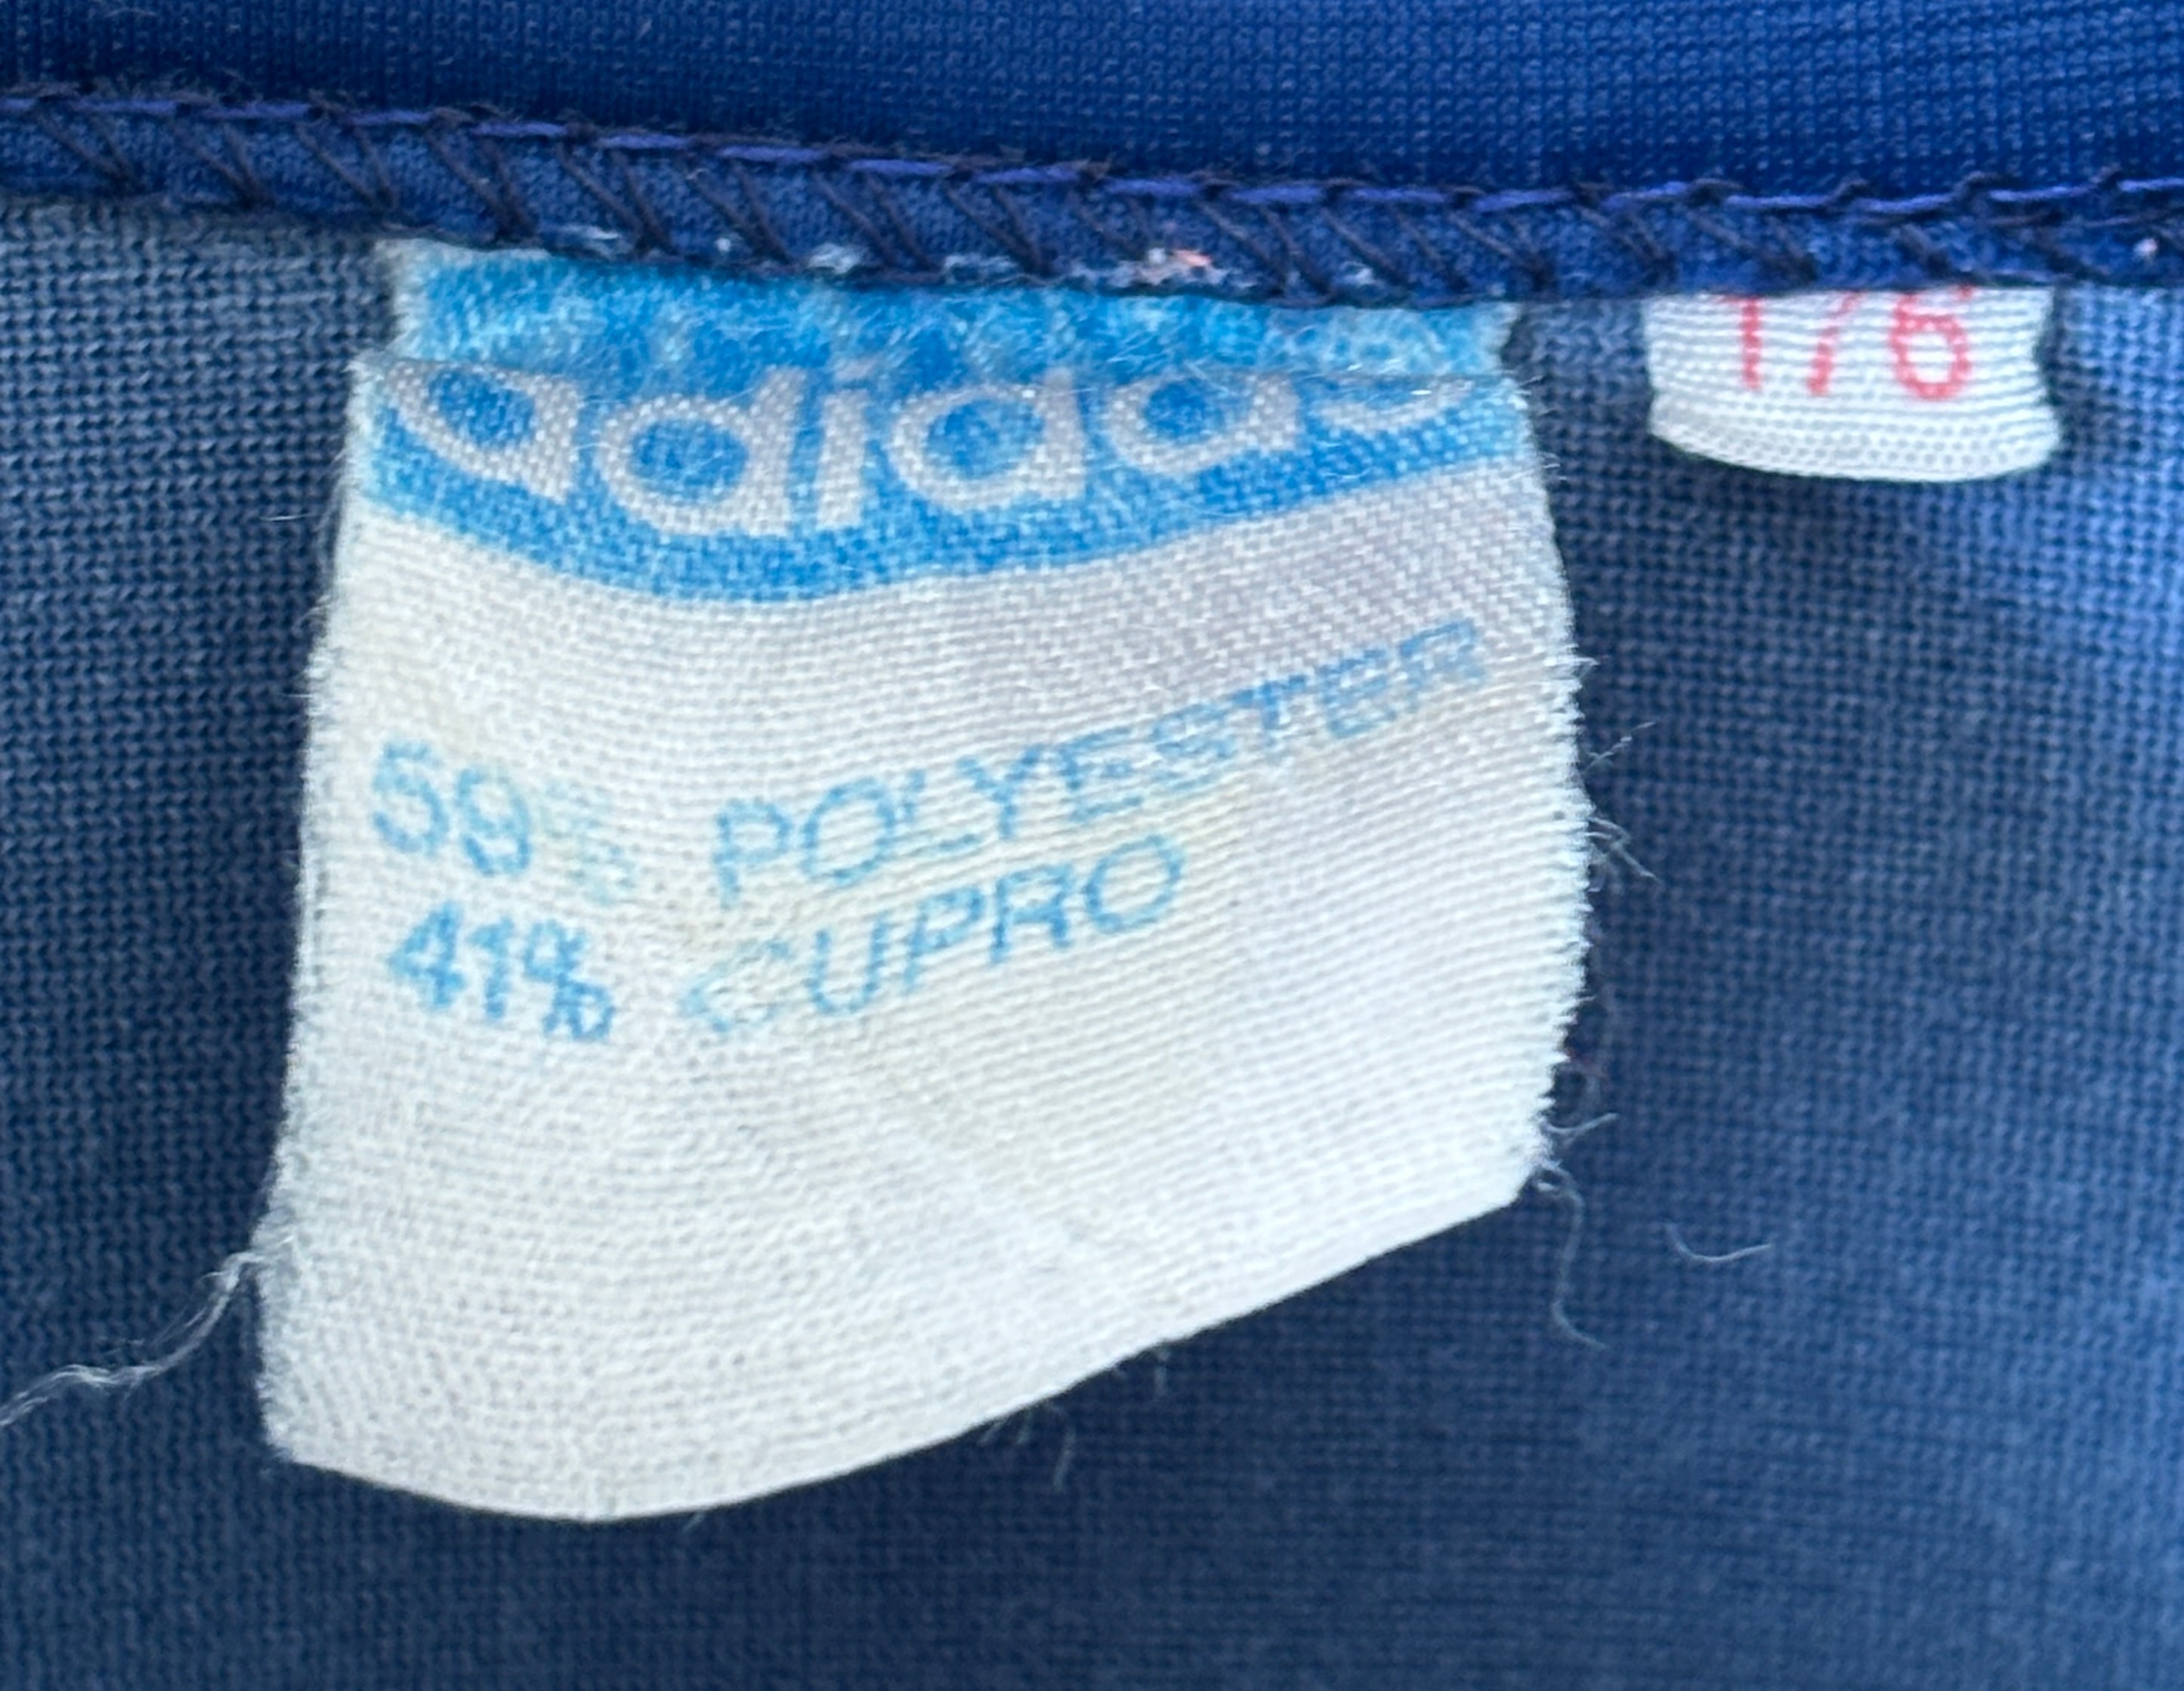 adidas
176
59% POLYESTER
41% CUPRO